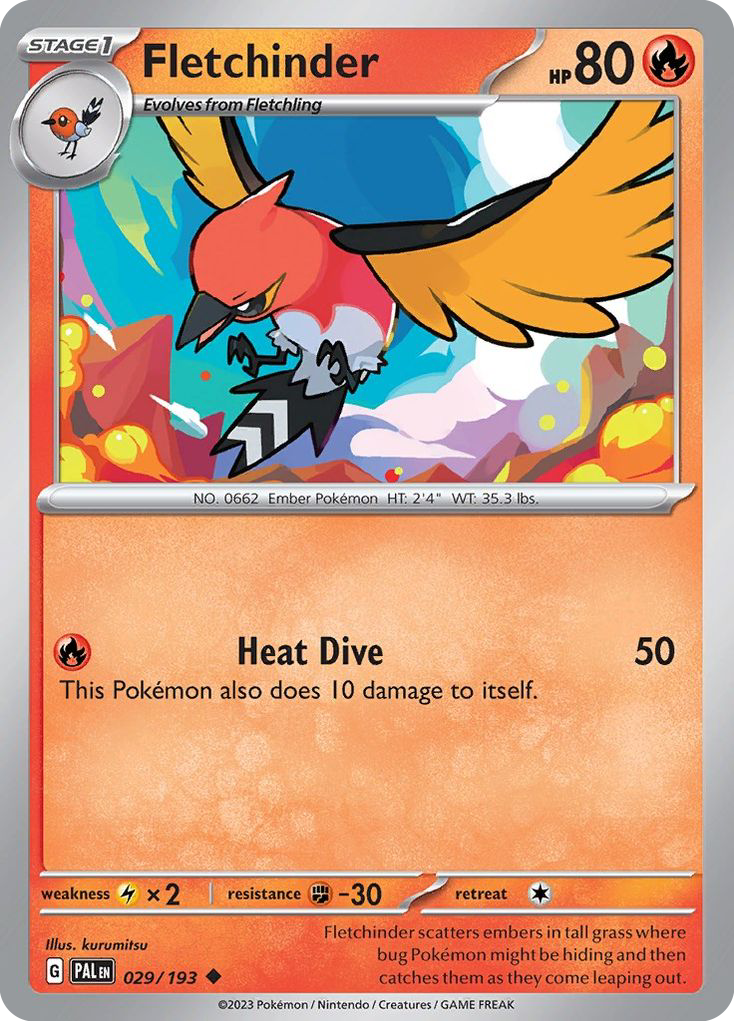 STAGE1
Fletchinder
HP80
Evolves from Fletchling
NO. 0662 Ember Pokémon HT: 2'4" WT: 35.3 lbs.
Heat Dive 50
This Pokémon also does 10 damage to itself.
weakness ×2 resistance -30 retreat
Illus. kurumitsu
Fletchinder scatters embers in tall grass where
bug Pokémon might be hiding and then
catches them as they come leaping out.
G PAL EN 029/193
©2023 Pokémon / Nintendo / Creatures / GAME FREAK